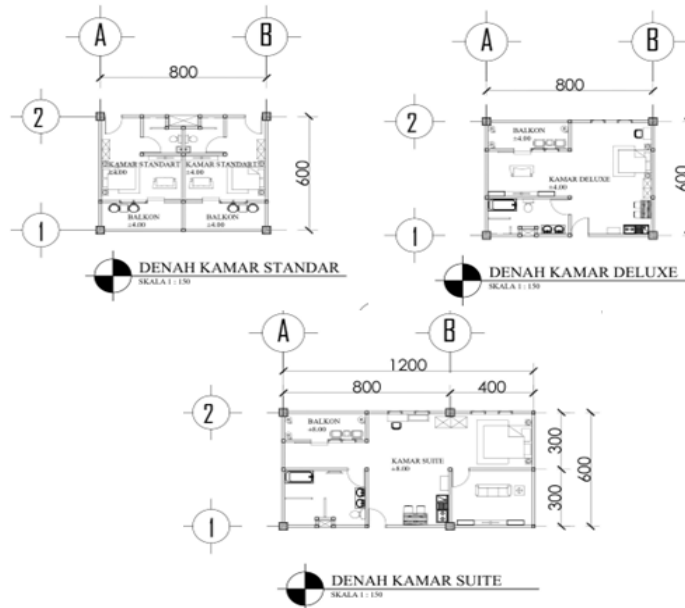 A
B
800
2
KAMAR STANDART
±4.00
KAMAR STANDART
±4.00
600
BALKON
±4.00
BALKON
±4.00
1
DENAH KAMAR STANDAR
SKALA 1 : 150
A
B
800
2
BALKON
±4.00
KAMAR DELUXE
±4.00
600
1
DENAH KAMAR DELUXE
SKALA 1 : 150
A
B
1200
800
400
2
BALKON
±8.00
KAMAR SUITE
±8.00
300
300
600
1
DENAH KAMAR SUITE
SKALA 1 : 150